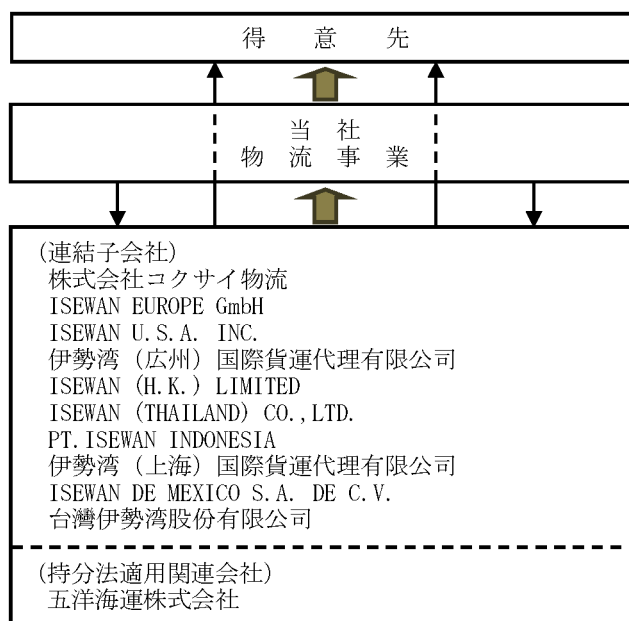 得意先
当社
物流事業
(連結子会社)
株式会社コクサイ物流
ISEWAN EUROPE GmbH
ISEWAN U.S.A. INC.
伊勢湾（広州）国際貨運代理有限公司
ISEWAN (H.K.) LIMITED
ISEWAN (THAILAND) CO.,LTD.
PT.ISEWAN INDONESIA
伊勢湾（上海）国際貨運代理有限公司
ISEWAN DE MEXICO S.A. DE C.V.
台灣伊勢湾股份有限公司
(持分法適用関連会社)
五洋海運株式会社